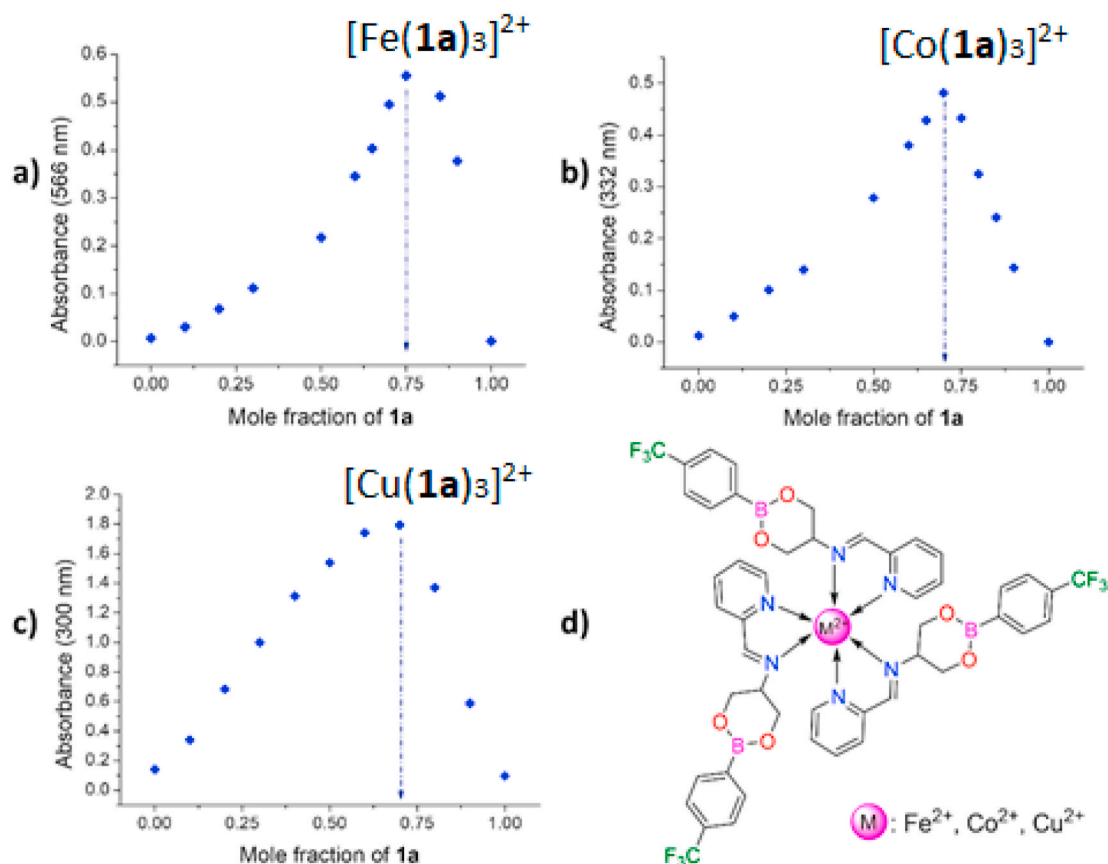 [Fe(1a)₃]²⁺
a)
Absorbance (566 nm)
0.6
0.5
0.4
0.3
0.2
0.1
0.0
0.00 0.25 0.50 0.75 1.00
Mole fraction of 1a
[Co(1a)₃]²⁺
b)
Absorbance (332 nm)
0.5
0.4
0.3
0.2
0.1
0.0
0.00 0.25 0.50 0.75 1.00
Mole fraction of 1a
[Cu(1a)₃]²⁺
c)
Absorbance (300 nm)
2.0
1.8
1.6
1.4
1.2
1.0
0.8
0.6
0.4
0.2
0.0
0.00 0.25 0.50 0.75 1.00
Mole fraction of 1a
d)
F₃C
B
O
O
N
N
N
N
M²⁺
N
N
O
B
O
CF₃
O
B
O
F₃C
M : Fe²⁺, Co²⁺, Cu²⁺